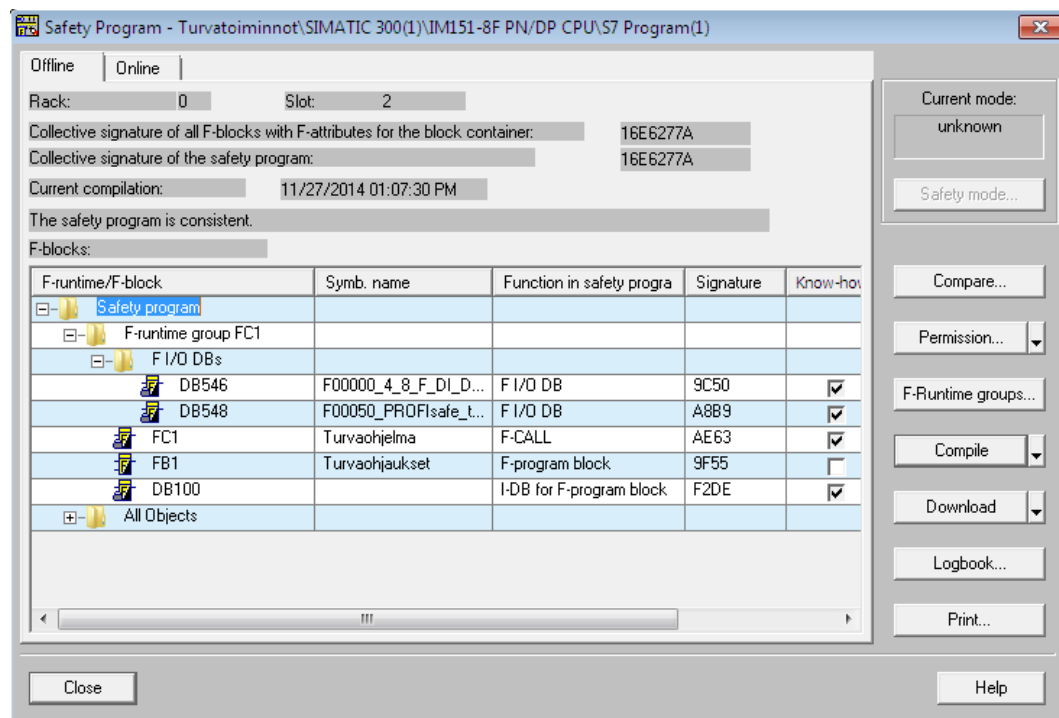 Safety Program - Turvatoiminnot\SIMATIC 300(1)\IM151-8F PN/DP CPU\S7 Program(1)
Offline Online
Rack: 0 Slot: 2
Collective signature of all F-blocks with F-attributes for the block container: 16E6277A
Collective signature of the safety program: 16E6277A
Current compilation: 11/27/2014 01:07:30 PM
The safety program is consistent.
F-blocks:
F-runtime/F-block Symb. name Function in safety progra Signature Know-hov
Safety program
F-runtime group FC1
F I/O DBs
DB546 F00000_4_8_F_DI_D... F I/O DB 9C50
DB548 F00050_PROFIsafe_t... F I/O DB A8B9
FC1 Turvaohjelma F-CALL AE63
FB1 Turvaohjaukset F-program block 9F55
DB100 I-DB for F-program block F2DE
All Objects
Current mode:
unknown
Safety mode...
Compare...
Permission...
F-Runtime groups...
Compile
Download
Logbook...
Print...
Close Help